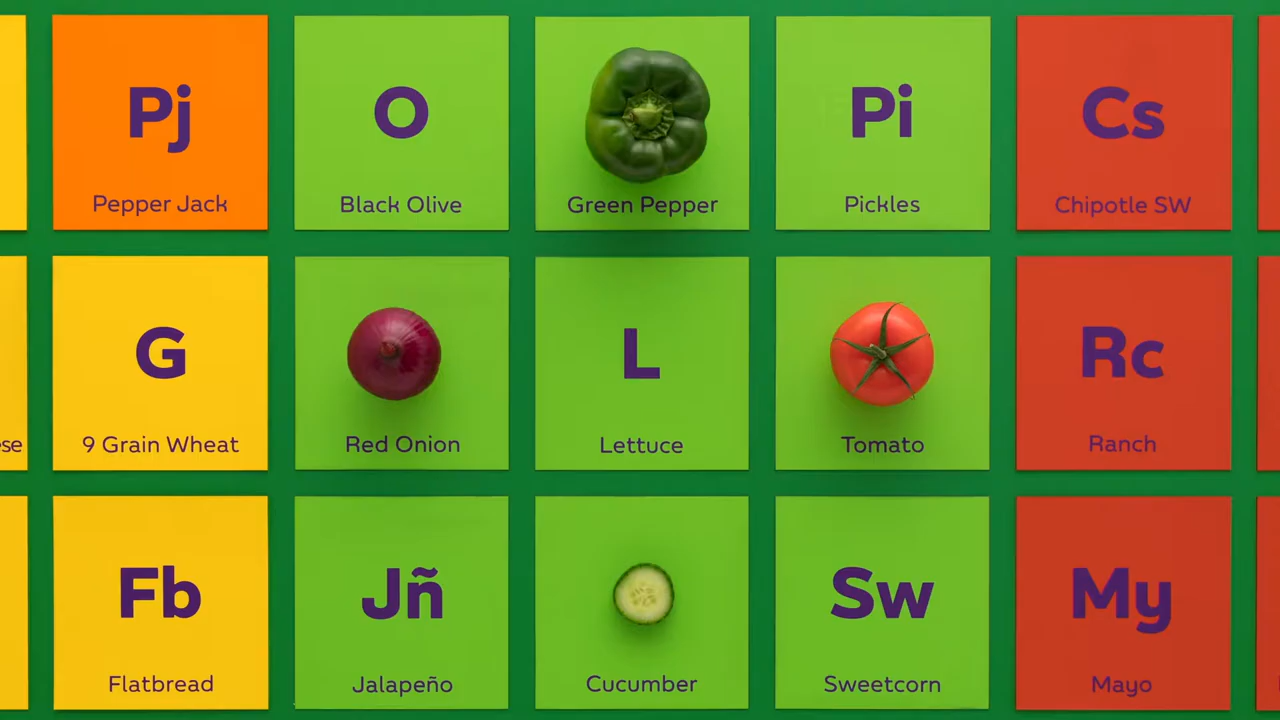 Pj
Pepper Jack
O
Black Olive
Green Pepper
Pi
Pickles
Cs
Chipotle SW
G
9 Grain Wheat
Red Onion
L
Lettuce
Tomato
Rc
Ranch
Fb
Flatbread
Jñ
Jalapeño
Cucumber
Sw
Sweetcorn
My
Mayo